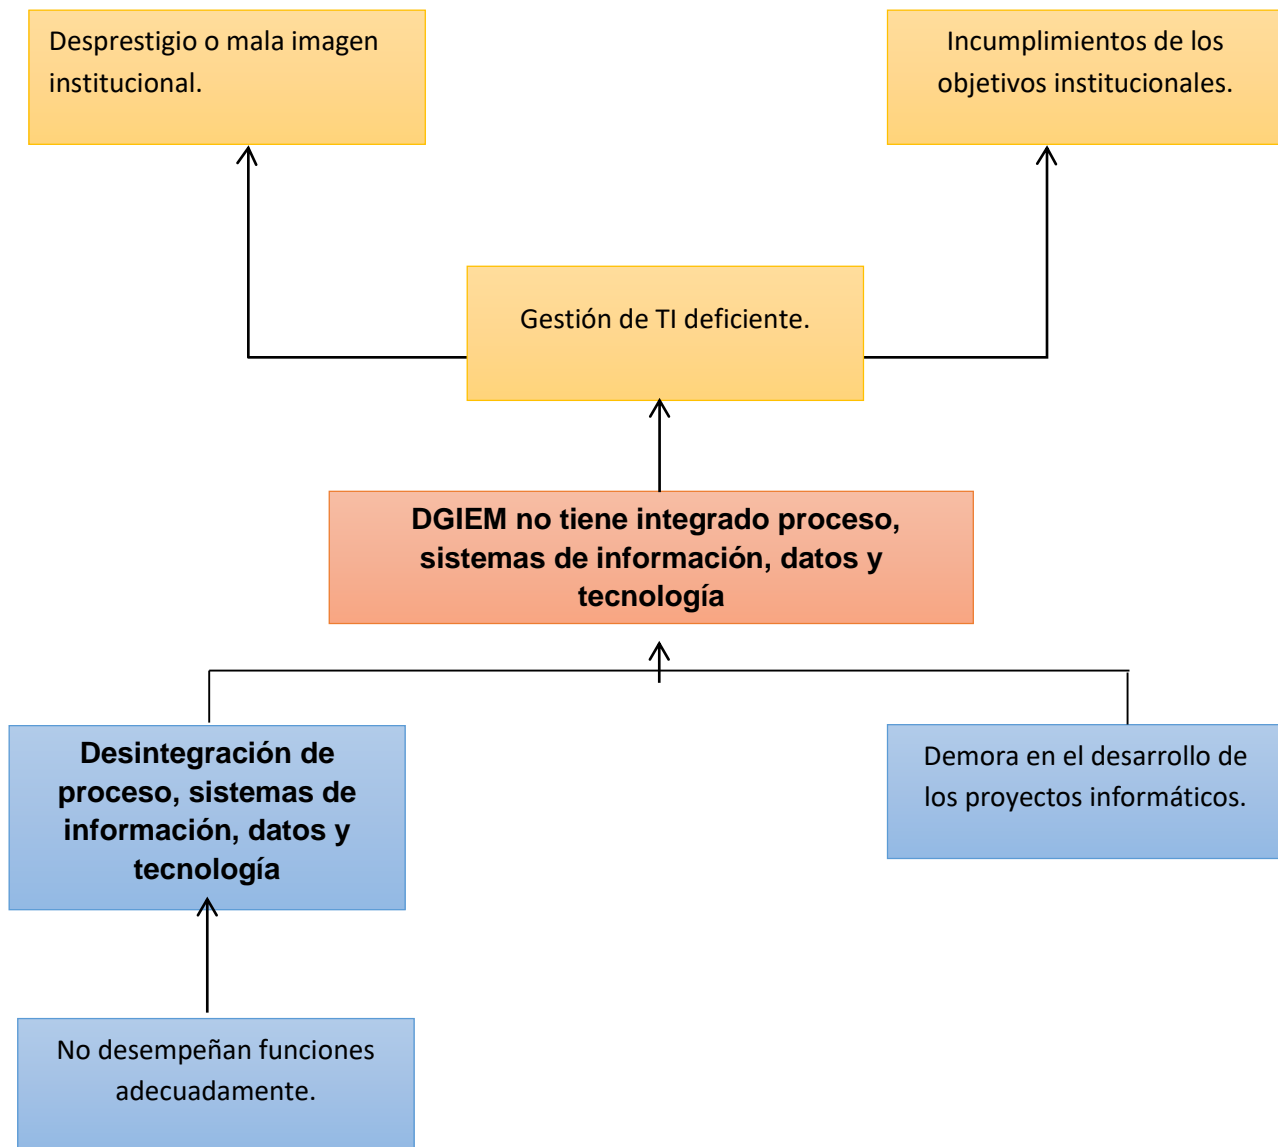 Desprestigio o mala imagen
institucional.
Incumplimientos de los
objetivos institucionales.
Gestión de TI deficiente.
DGIEM no tiene integrado proceso,
sistemas de información, datos y
tecnología
Desintegración de
proceso, sistemas de
información, datos y
tecnología
Demora en el desarrollo de
los proyectos informáticos.
No desempeñan funciones
adecuadamente.